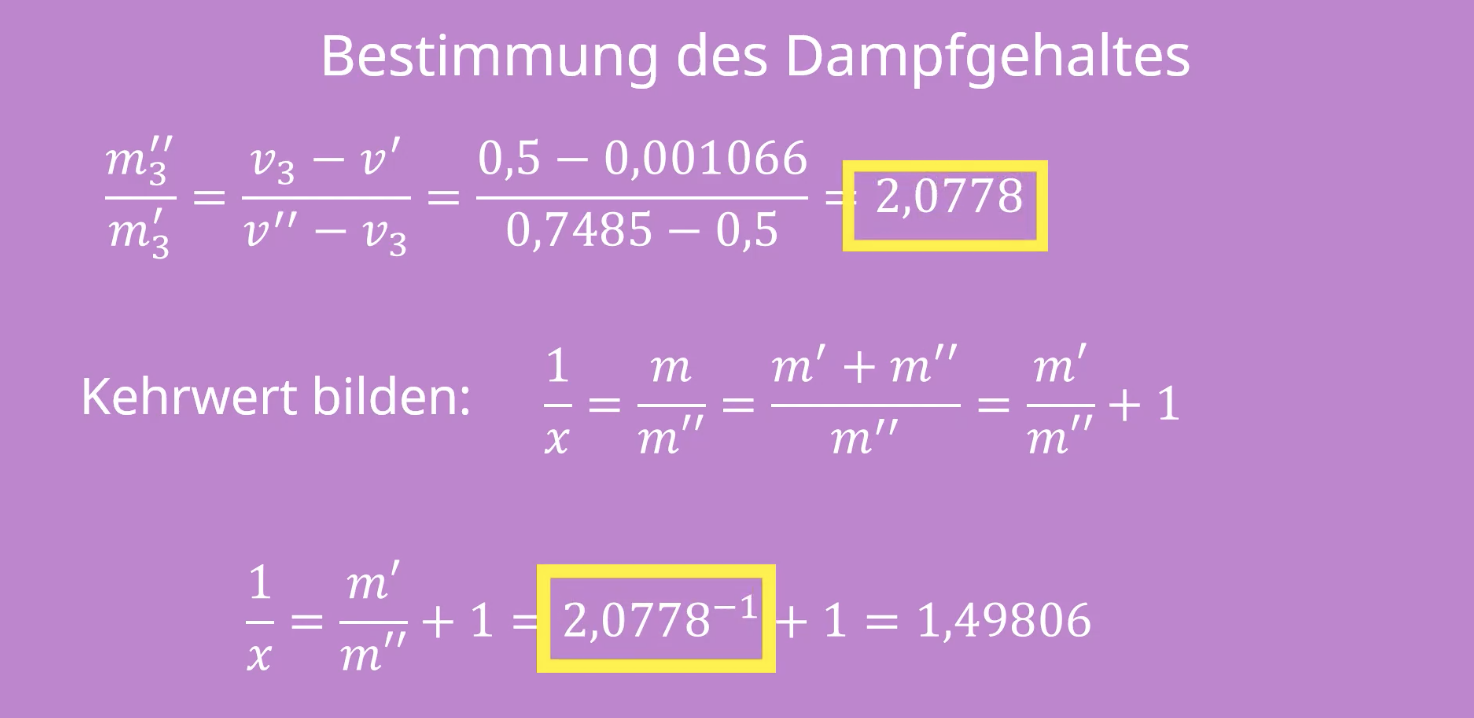 Bestimmung des Dampfgehaltes
m₃″/m₃′ = (v₃ − v′)/(v″ − v₃) = (0,5 − 0,001066)/(0,7485 − 0,5) = 2,0778
Kehrwert bilden: 1/x = m/m″ = (m′ + m″)/m″ = m′/m″ + 1
1/x = m′/m″ + 1 = 2,0778⁻¹ + 1 = 1,49806